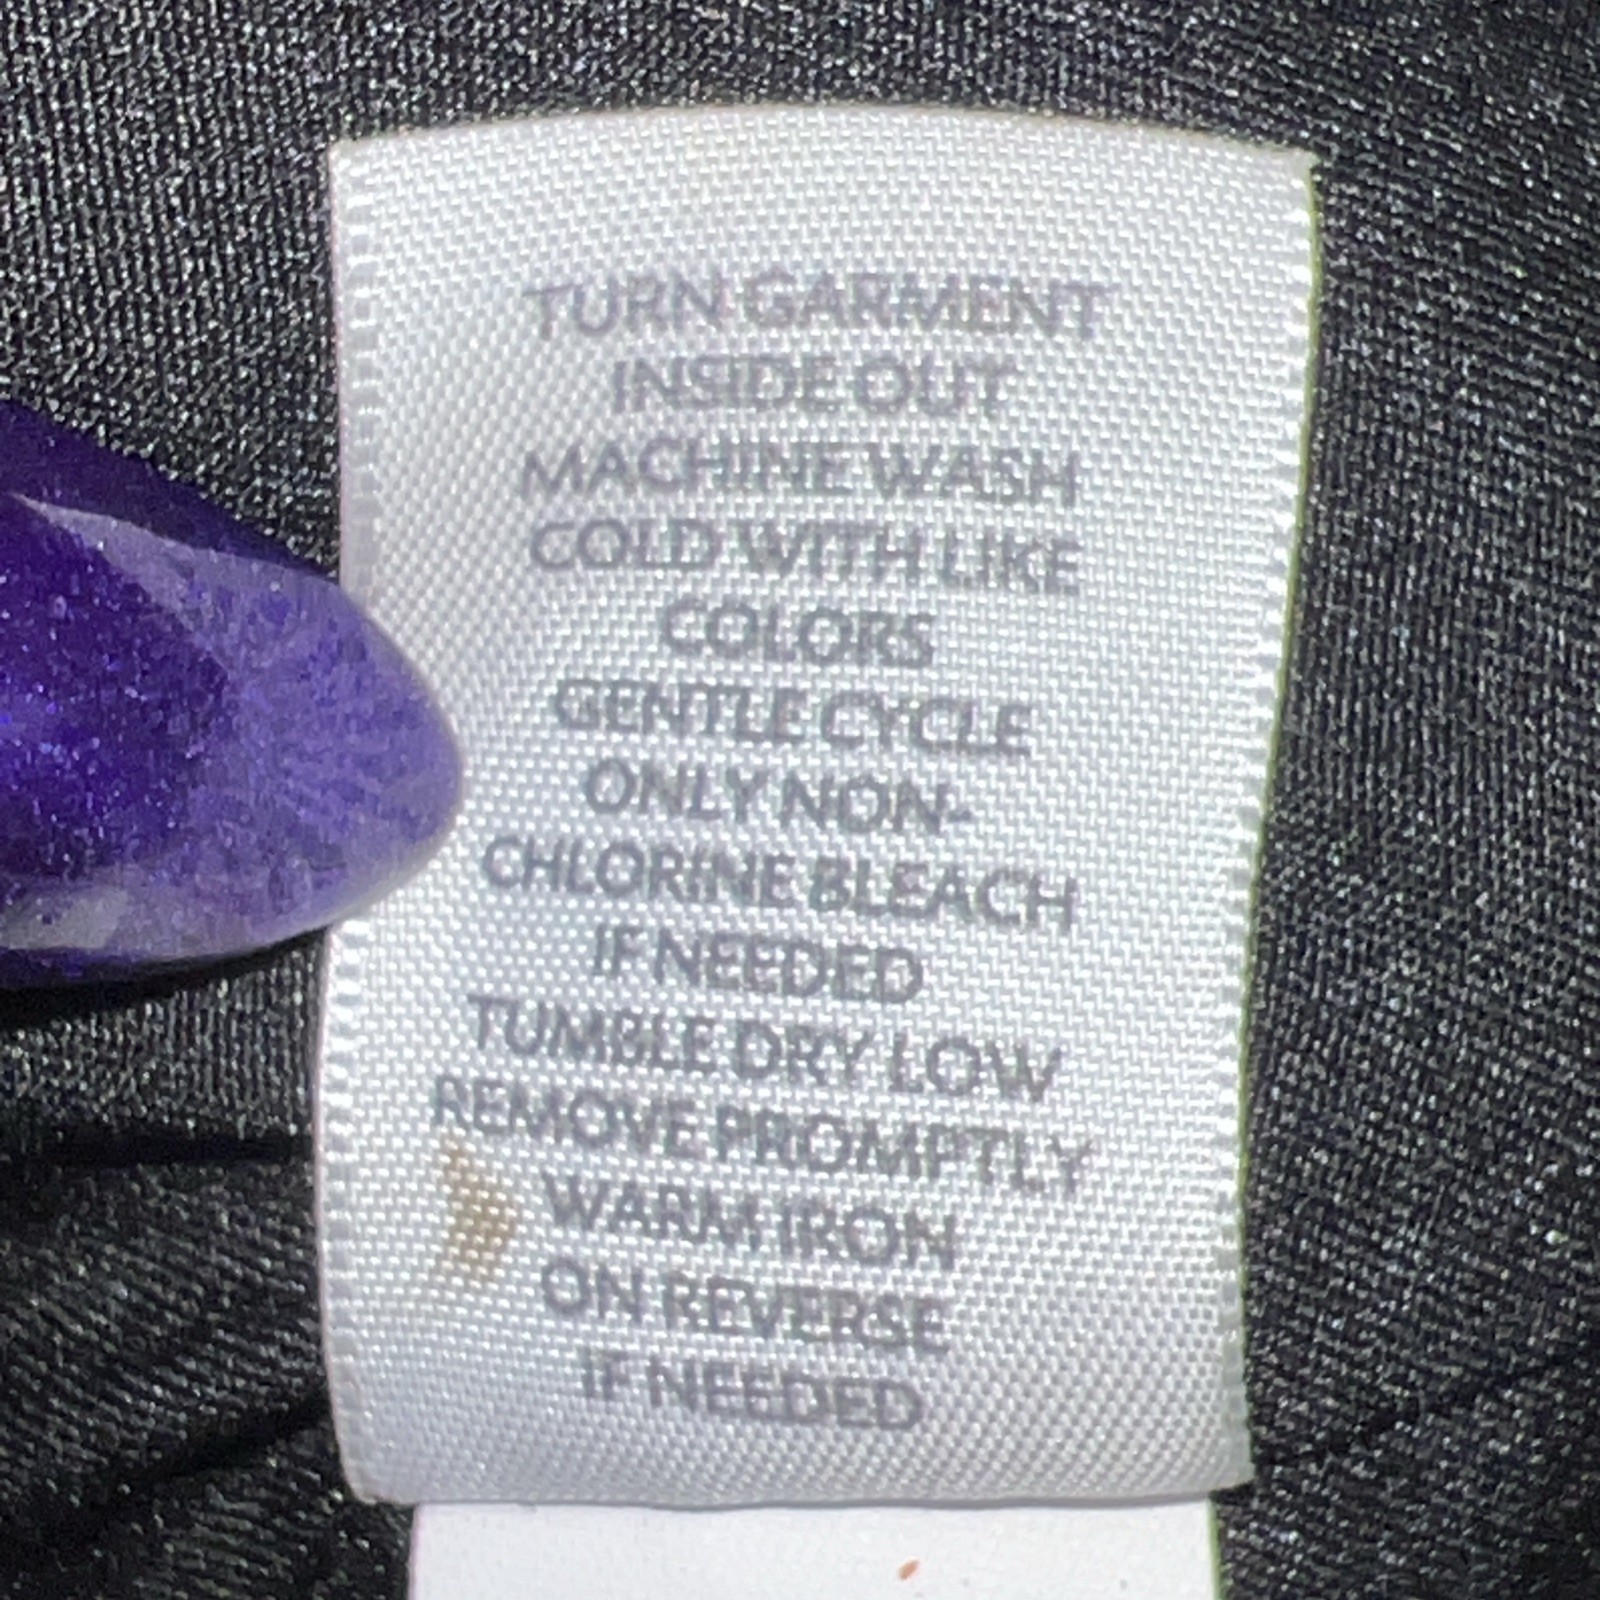 TURN GARMENT
INSIDE OUT
MACHINE WASH
COLD WITH LIKE
COLORS
GENTLE CYCLE
ONLY NON-
CHLORINE BLEACH
IF NEEDED
TUMBLE DRY LOW
REMOVE PROMPTLY
WARM IRON
ON REVERSE
IF NEEDED